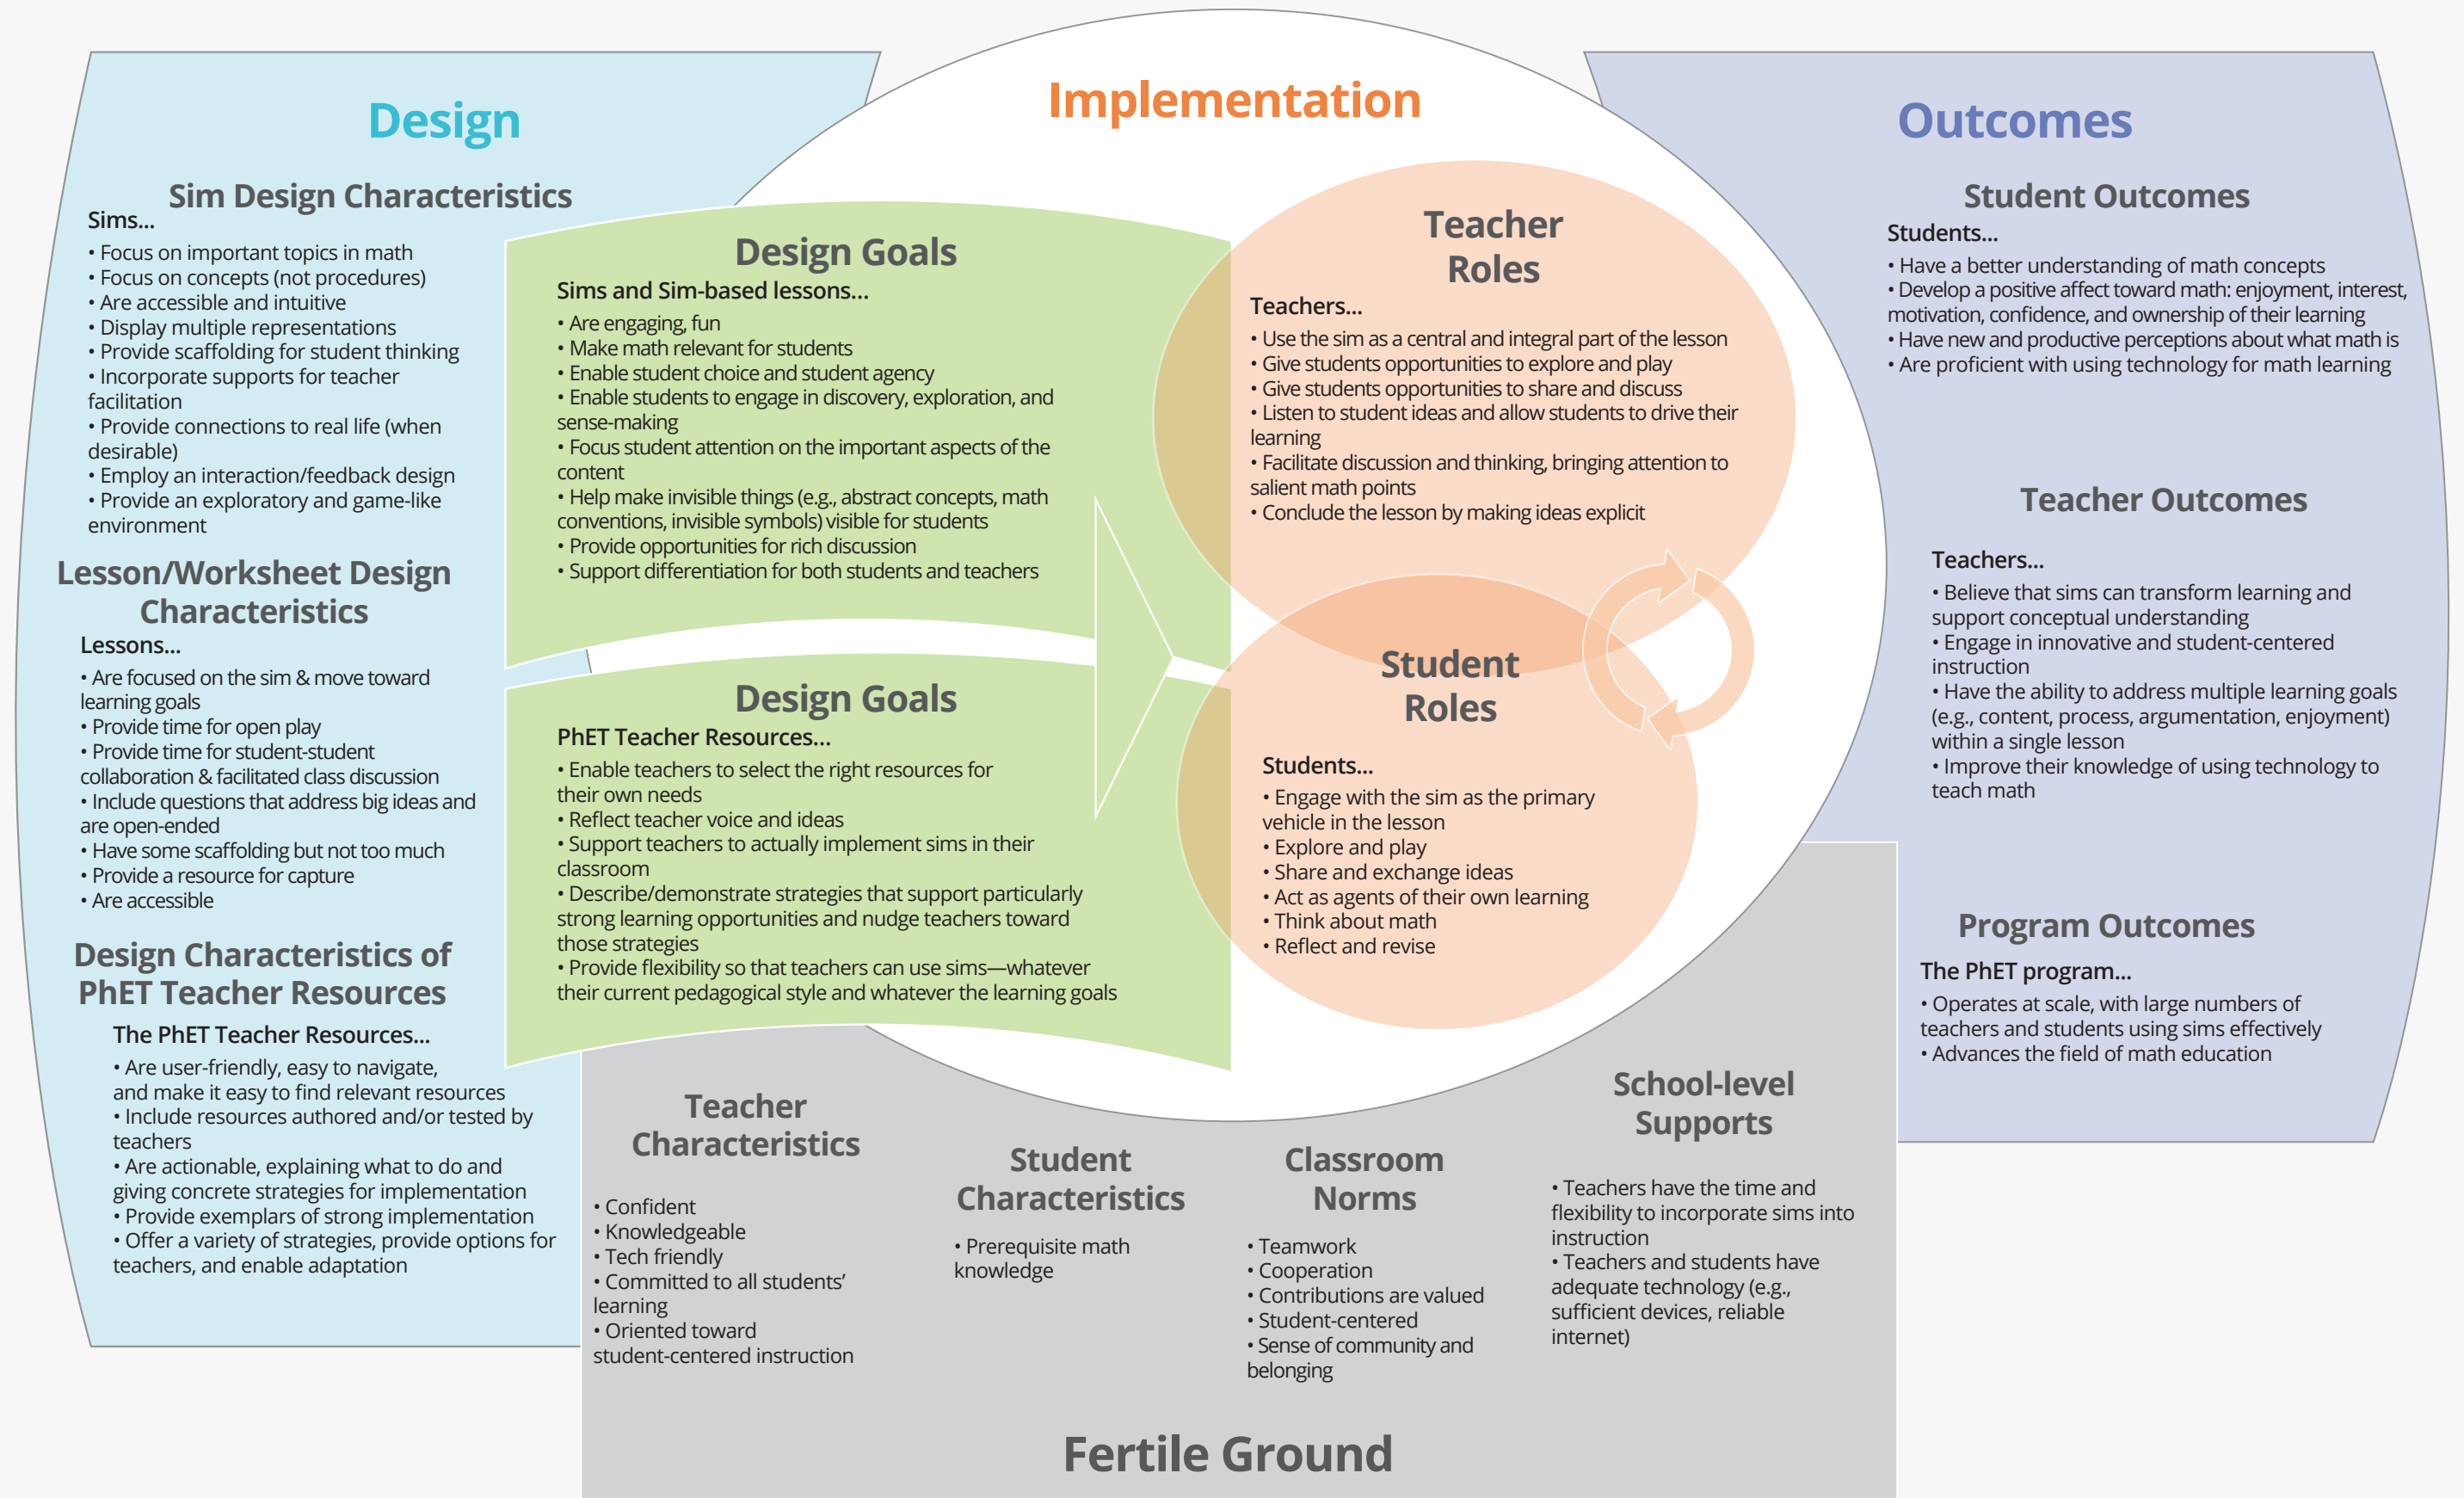 Design
Sim Design Characteristics
Sims...
• Focus on important topics in math
• Focus on concepts (not procedures)
• Are accessible and intuitive
• Display multiple representations
• Provide scaffolding for student thinking
• Incorporate supports for teacher
facilitation
• Provide connections to real life (when
desirable)
• Employ an interaction/feedback design
• Provide an exploratory and game-like
environment
Lesson/Worksheet Design
Characteristics
Lessons...
• Are focused on the sim & move toward
learning goals
• Provide time for open play
• Provide time for student-student
collaboration & facilitated class discussion
• Include questions that address big ideas and
are open-ended
• Have some scaffolding but not too much
• Provide a resource for capture
• Are accessible
Design Characteristics of
PhET Teacher Resources
The PhET Teacher Resources...
• Are user-friendly, easy to navigate,
and make it easy to find relevant resources
• Include resources authored and/or tested by
teachers
• Are actionable, explaining what to do and
giving concrete strategies for implementation
• Provide exemplars of strong implementation
• Offer a variety of strategies, provide options for
teachers, and enable adaptation
Implementation
Design Goals
Sims and Sim-based lessons...
• Are engaging, fun
• Make math relevant for students
• Enable student choice and student agency
• Enable students to engage in discovery, exploration, and
sense-making
• Focus student attention on the important aspects of the
content
• Help make invisible things (e.g., abstract concepts, math
conventions, invisible symbols) visible for students
• Provide opportunities for rich discussion
• Support differentiation for both students and teachers
Design Goals
PhET Teacher Resources...
• Enable teachers to select the right resources for
their own needs
• Reflect teacher voice and ideas
• Support teachers to actually implement sims in their
classroom
• Describe/demonstrate strategies that support particularly
strong learning opportunities and nudge teachers toward
those strategies
• Provide flexibility so that teachers can use sims—whatever
their current pedagogical style and whatever the learning goals
Teacher
Roles
Teachers...
• Use the sim as a central and integral part of the lesson
• Give students opportunities to explore and play
• Give students opportunities to share and discuss
• Listen to student ideas and allow students to drive their
learning
• Facilitate discussion and thinking, bringing attention to
salient math points
• Conclude the lesson by making ideas explicit
Student
Roles
Students...
• Engage with the sim as the primary
vehicle in the lesson
• Explore and play
• Share and exchange ideas
• Act as agents of their own learning
• Think about math
• Reflect and revise
Outcomes
Student Outcomes
Students...
• Have a better understanding of math concepts
• Develop a positive affect toward math: enjoyment, interest,
motivation, confidence, and ownership of their learning
• Have new and productive perceptions about what math is
• Are proficient with using technology for math learning
Teacher Outcomes
Teachers...
• Believe that sims can transform learning and
support conceptual understanding
• Engage in innovative and student-centered
instruction
• Have the ability to address multiple learning goals
(e.g., content, process, argumentation, enjoyment)
within a single lesson
• Improve their knowledge of using technology to
teach math
Program Outcomes
The PhET program...
• Operates at scale, with large numbers of
teachers and students using sims effectively
• Advances the field of math education
Teacher
Characteristics
• Confident
• Knowledgeable
• Tech friendly
• Committed to all students’
learning
• Oriented toward
student-centered instruction
Student
Characteristics
• Prerequisite math
knowledge
Classroom
Norms
• Teamwork
• Cooperation
• Contributions are valued
• Student-centered
• Sense of community and
belonging
School-level
Supports
• Teachers have the time and
flexibility to incorporate sims into
instruction
• Teachers and students have
adequate technology (e.g.,
sufficient devices, reliable
internet)
Fertile Ground